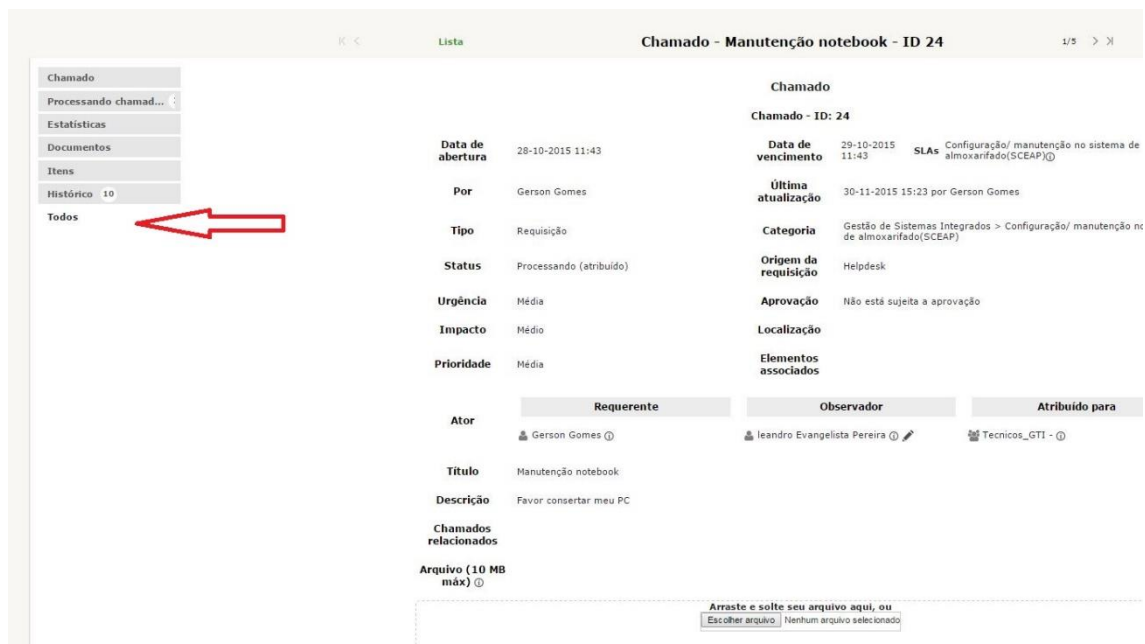 Lista
Chamado - Manutenção notebook - ID 24
1/5
Chamado
Processando chamad...
Estatísticas
Documentos
Itens
Histórico 10
Todos
Chamado
Chamado - ID: 24
Data de abertura 28-10-2015 11:43
Data de vencimento 29-10-2015 11:43
SLAs Configuração/ manutenção no sistema de almoxarifado(SCEAP)
Por Gerson Gomes
Última atualização 30-11-2015 15:23 por Gerson Gomes
Tipo Requisição
Categoria Gestão de Sistemas Integrados > Configuração/ manutenção no
de almoxarifado(SCEAP)
Status Processando (atribuído)
Origem da requisição Helpdesk
Urgência Média
Aprovação Não está sujeita a aprovação
Impacto Médio
Localização
Prioridade Média
Elementos associados
Ator
Requerente
Observador
Atribuído para
Gerson Gomes
leandro Evangelista Pereira
Tecnicos_GTI -
Título Manutenção notebook
Descrição Favor consertar meu PC
Chamados relacionados
Arquivo (10 MB máx)
Arraste e solte seu arquivo aqui, ou
Escolher arquivo Nenhum arquivo selecionado